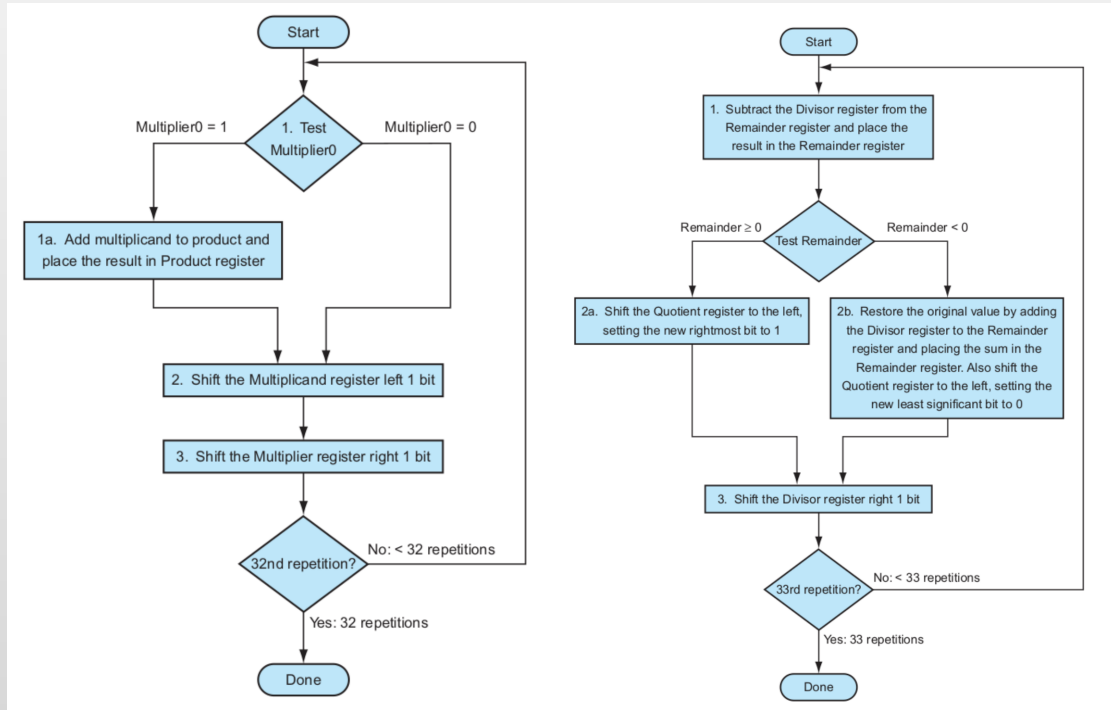 Start
Multiplier0 = 1
1. Test
Multiplier0
Multiplier0 = 0
1a. Add multiplicand to product and
place the result in Product register
2. Shift the Multiplicand register left 1 bit
3. Shift the Multiplier register right 1 bit
32nd repetition?
No: < 32 repetitions
Yes: 32 repetitions
Done
Start
1. Subtract the Divisor register from the
Remainder register and place the
result in the Remainder register
Remainder ≥ 0
Test Remainder
Remainder < 0
2a. Shift the Quotient register to the left,
setting the new rightmost bit to 1
2b. Restore the original value by adding
the Divisor register to the Remainder
register and placing the sum in the
Remainder register. Also shift the
Quotient register to the left, setting the
new least significant bit to 0
3. Shift the Divisor register right 1 bit
33rd repetition?
No: < 33 repetitions
Yes: 33 repetitions
Done